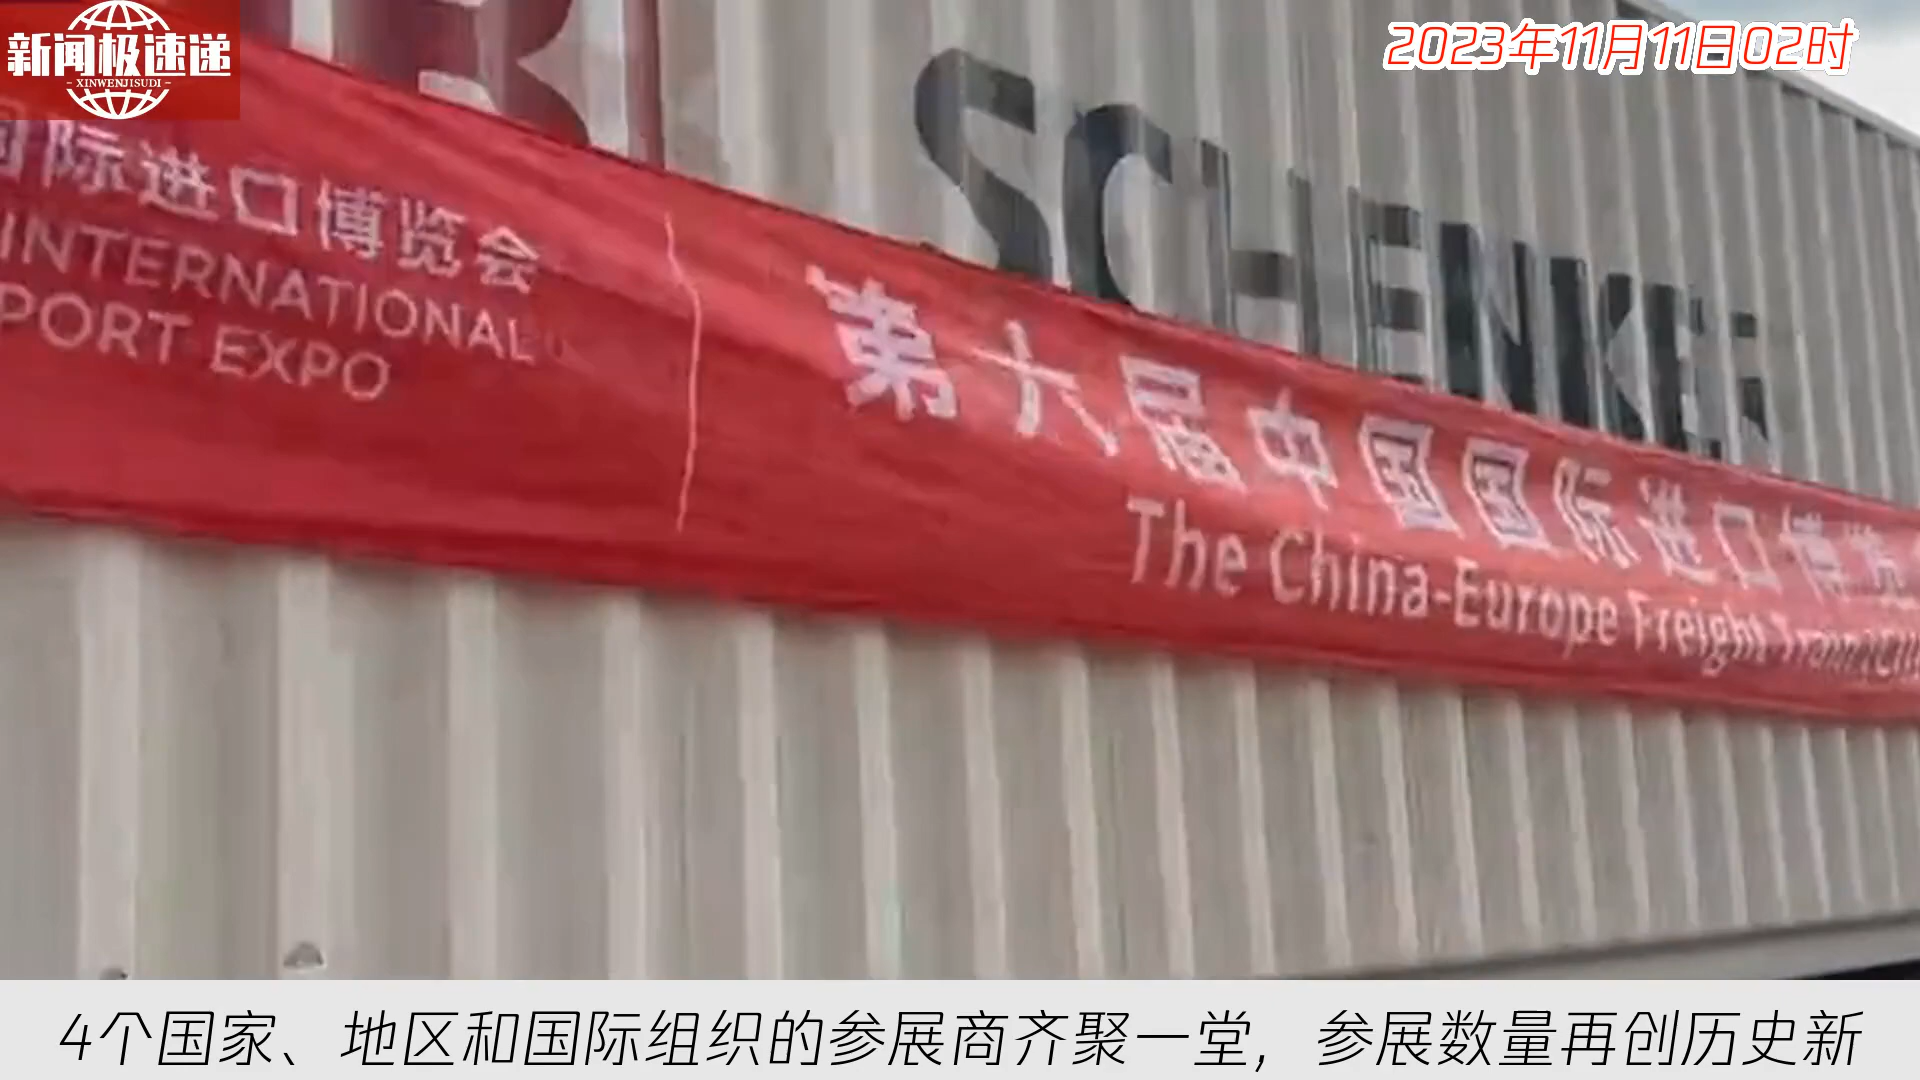 新闻极速递
XINWENJISUDI
2023年11月11日02时
SCHENKER
国际进口博览会
INTERNATIONAL
PORT EXPO
第六届中国国际进口博览
The China-Europe Freight Train
4个国家、地区和国际组织的参展商齐聚一堂，参展数量再创历史新